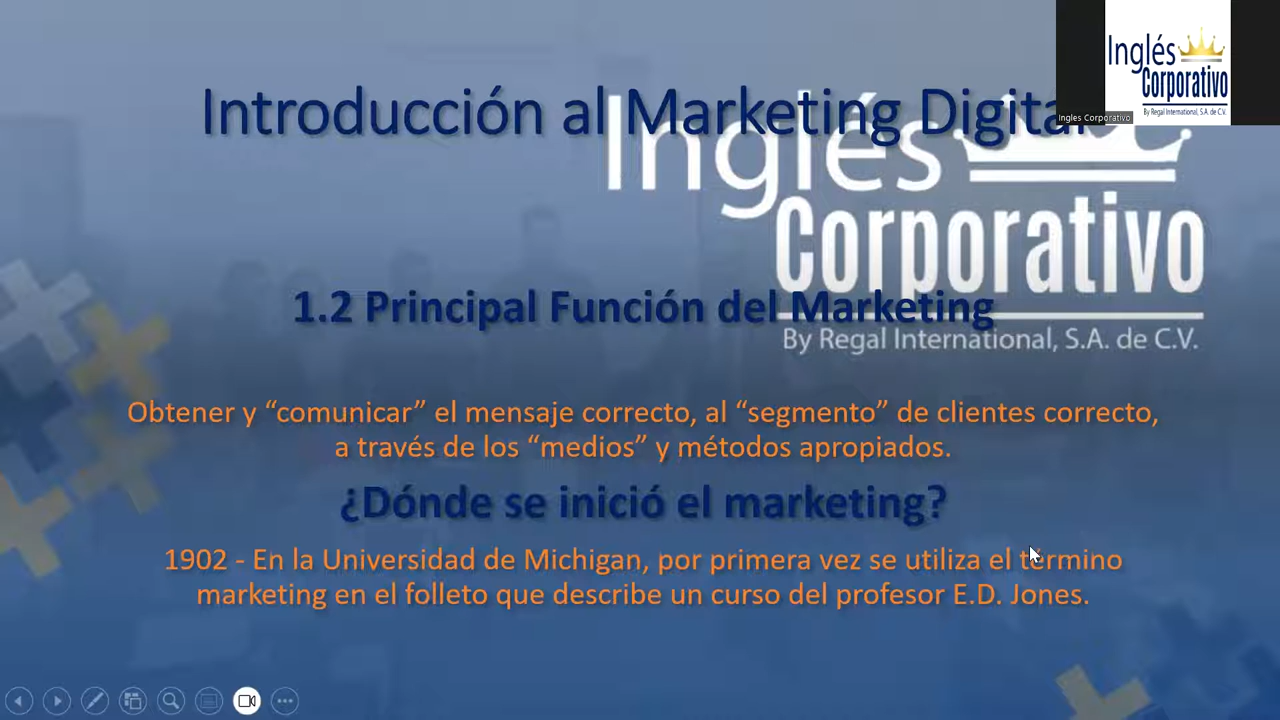 Inglés
Corporativo
By Regal International, S.A. de C.V.
Ingles Corporativo
Introducción al Marketing Digital
Inglés
Corporativo
By Regal International, S.A. de C.V.
1.2 Principal Función del Marketing
Obtener y “comunicar” el mensaje correcto, al “segmento” de clientes correcto,
a través de los “medios” y métodos apropiados.
¿Dónde se inició el marketing?
1902 - En la Universidad de Michigan, por primera vez se utiliza el término
marketing en el folleto que describe un curso del profesor E.D. Jones.